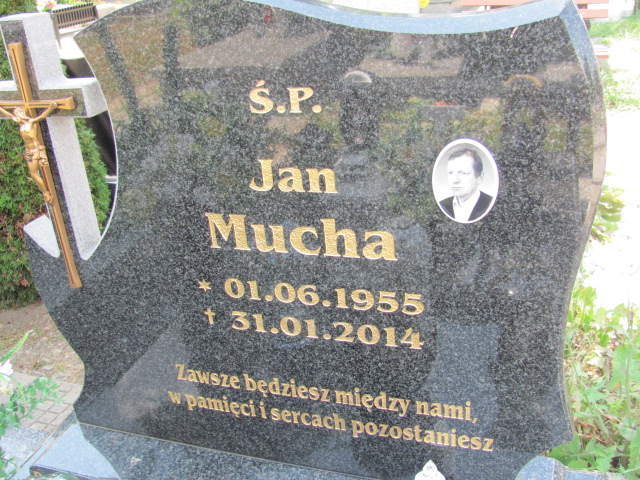 Ś.P.
Jan
Mucha
* 01.06.1955
† 31.01.2014
Zawsze będziesz między nami,
w pamięci i sercach pozostaniesz